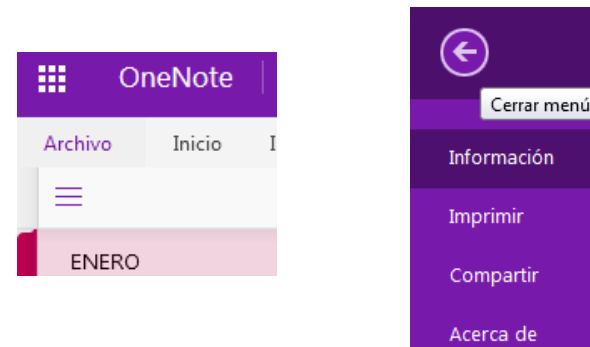 OneNote
Archivo Inicio I
ENERO
Cerrar menú
Información
Imprimir
Compartir
Acerca de